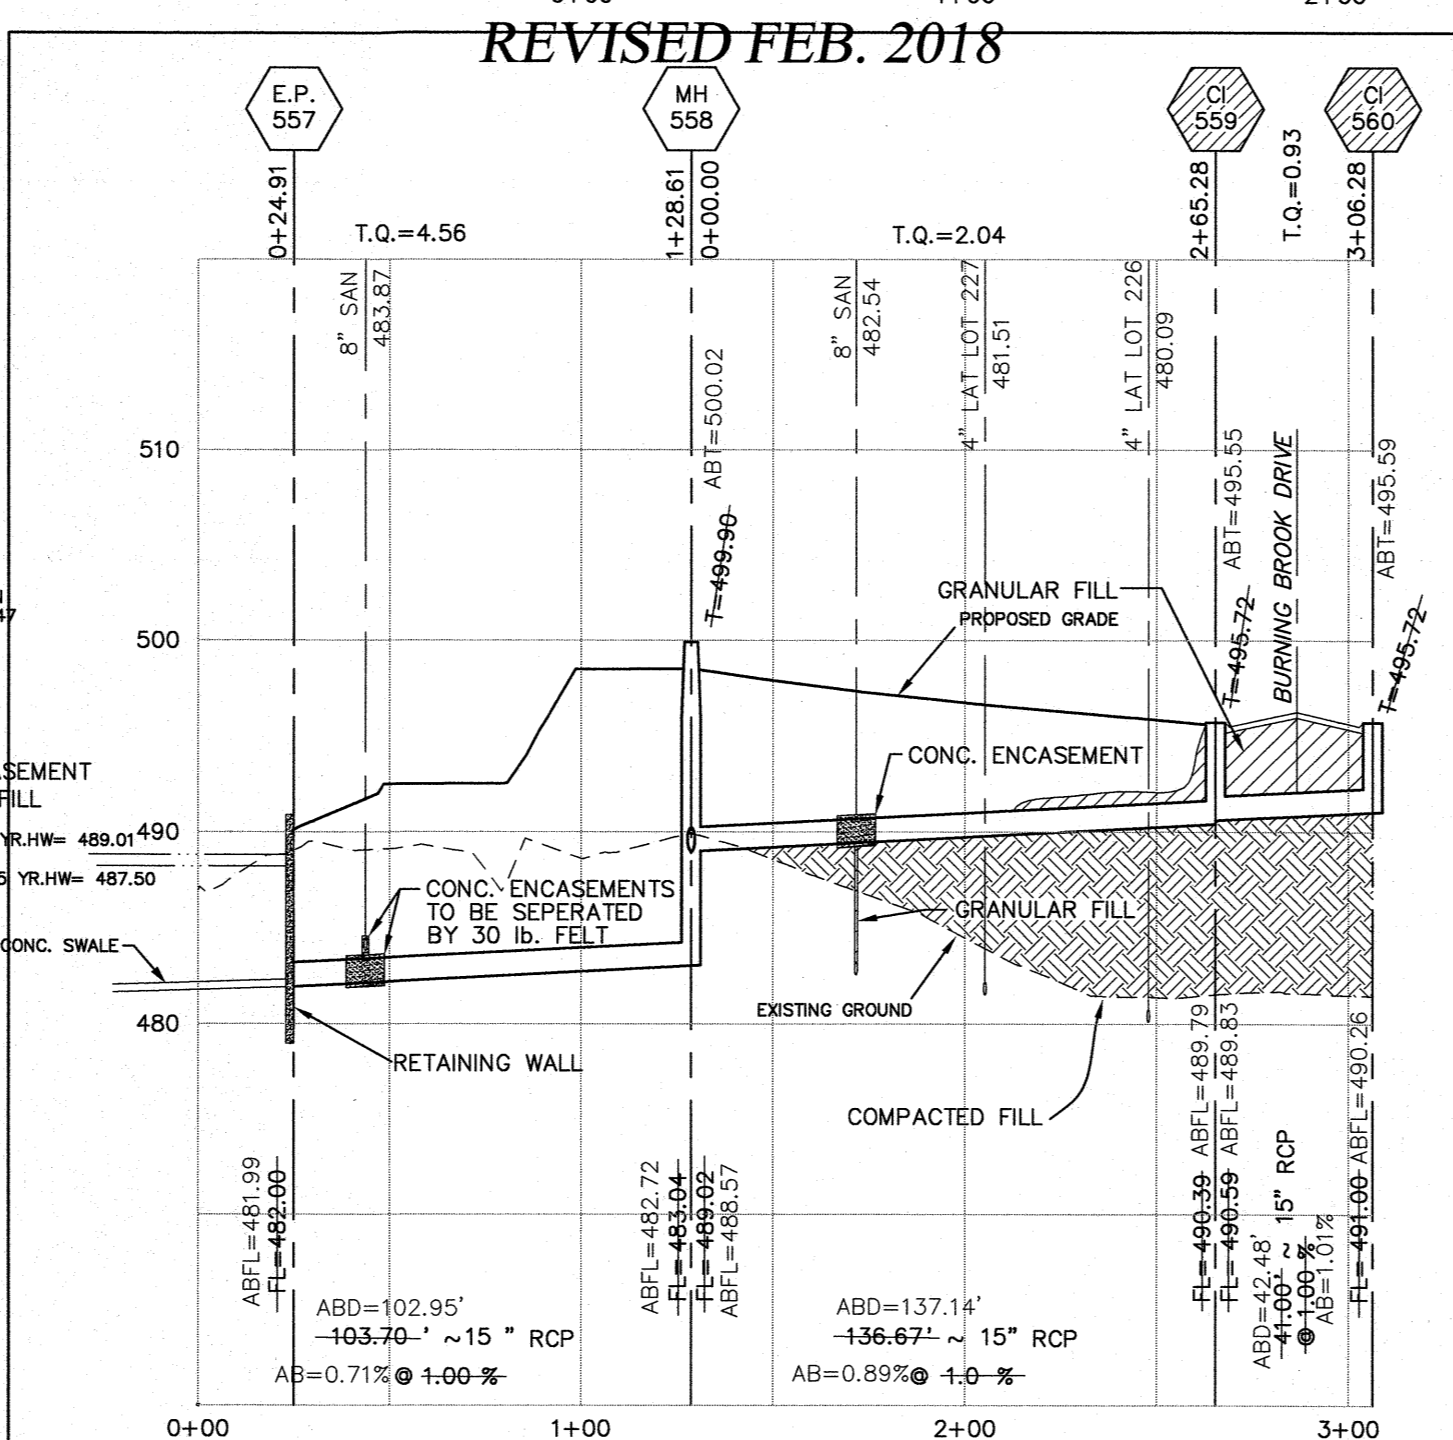 REVISED FEB. 2018
E.P.
557
MH
558
CI
559
CI
560
0+24.91
1+28.61
0+00.00
2+65.28
T.Q.=0.93
3+06.28
T.Q.=4.56
T.Q.=2.04
8" SAN
483.87
ABT=500.02
T=499.90
8" SAN
482.54
4" LAT LOT 227
481.51
4" LAT LOT 226
480.09
ABT=495.55
T=495.72
BURNING BROOK DRIVE
ABT=495.59
T=495.72
510
500
490
480
47
GRANULAR FILL
PROPOSED GRADE
CONC. ENCASEMENT
ASEMENT
FILL
YR.HW= 489.01
YR.HW= 487.50
CONC. SWALE
CONC. ENCASEMENTS
TO BE SEPERATED
BY 30 lb. FELT
GRANULAR FILL
EXISTING GROUND
RETAINING WALL
COMPACTED FILL
ABFL=481.99
FL=482.00
ABFL=482.72
FL=483.04
FL=489.02
ABFL=488.57
FL=490.39 ABFL=489.79
FL=490.59 ABFL=489.83
ABD=42.48'
41.00' ~ 15" RCP
@ 1.00 %
AB=1.01%
FL=491.00 ABFL=490.26
ABD=102.95'
103.70 ' ~15 " RCP
AB=0.71%@ 1.00 %
ABD=137.14'
136.67' ~ 15" RCP
AB=0.89%@ 1.0 %
0+00
1+00
2+00
3+00